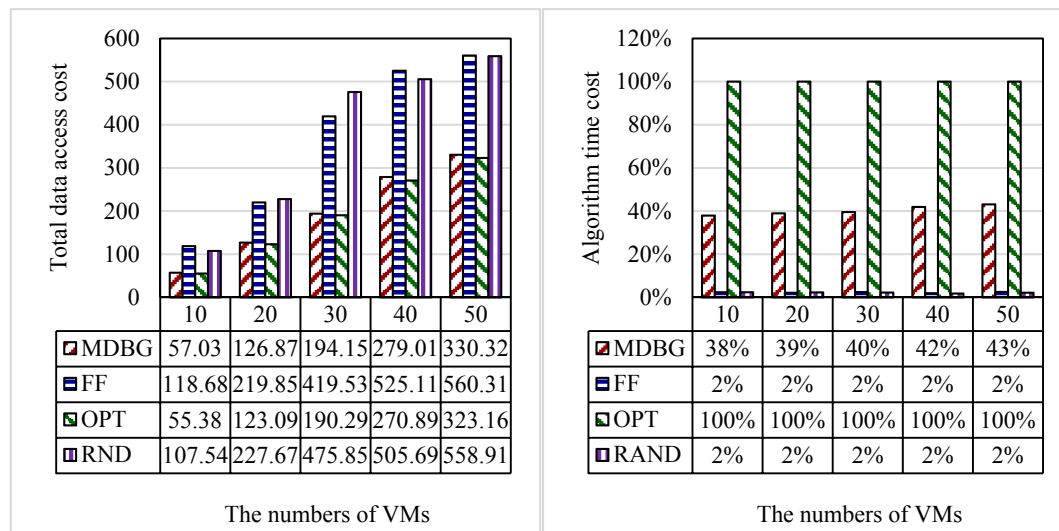 Total data access cost
600
500
400
300
200
100
0
10 20 30 40 50
MDBG 57.03 126.87 194.15 279.01 330.32
FF 118.68 219.85 419.53 525.11 560.31
OPT 55.38 123.09 190.29 270.89 323.16
RND 107.54 227.67 475.85 505.69 558.91
The numbers of VMs
Algorithm time cost
120%
100%
80%
60%
40%
20%
0%
10 20 30 40 50
MDBG 38% 39% 40% 42% 43%
FF 2% 2% 2% 2% 2%
OPT 100% 100% 100% 100% 100%
RAND 2% 2% 2% 2% 2%
The numbers of VMs